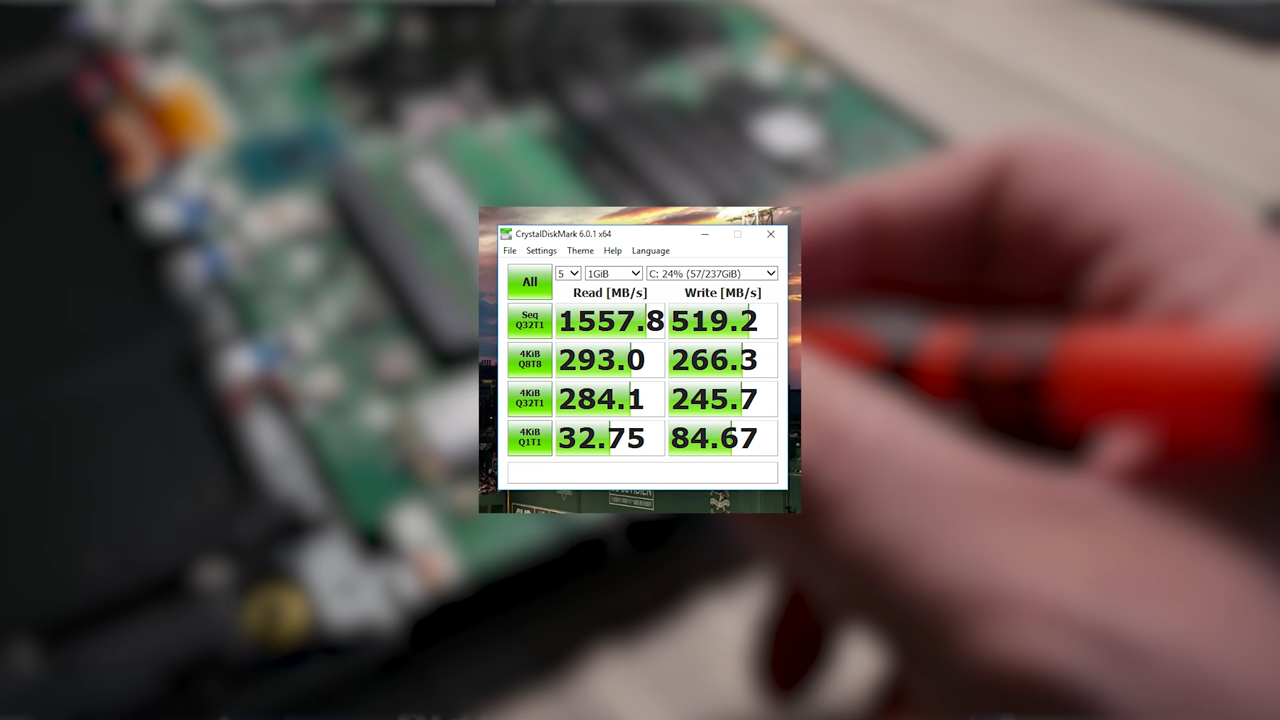 CrystalDiskMark 6.0.1 x64
File Settings Theme Help Language
All 5 1GiB C: 24% (57/237GiB)
Read [MB/s] Write [MB/s]
Seq Q32T1 1557.8 519.2
4KiB Q8T8 293.0 266.3
4KiB Q32T1 284.1 245.7
4KiB Q1T1 32.75 84.67